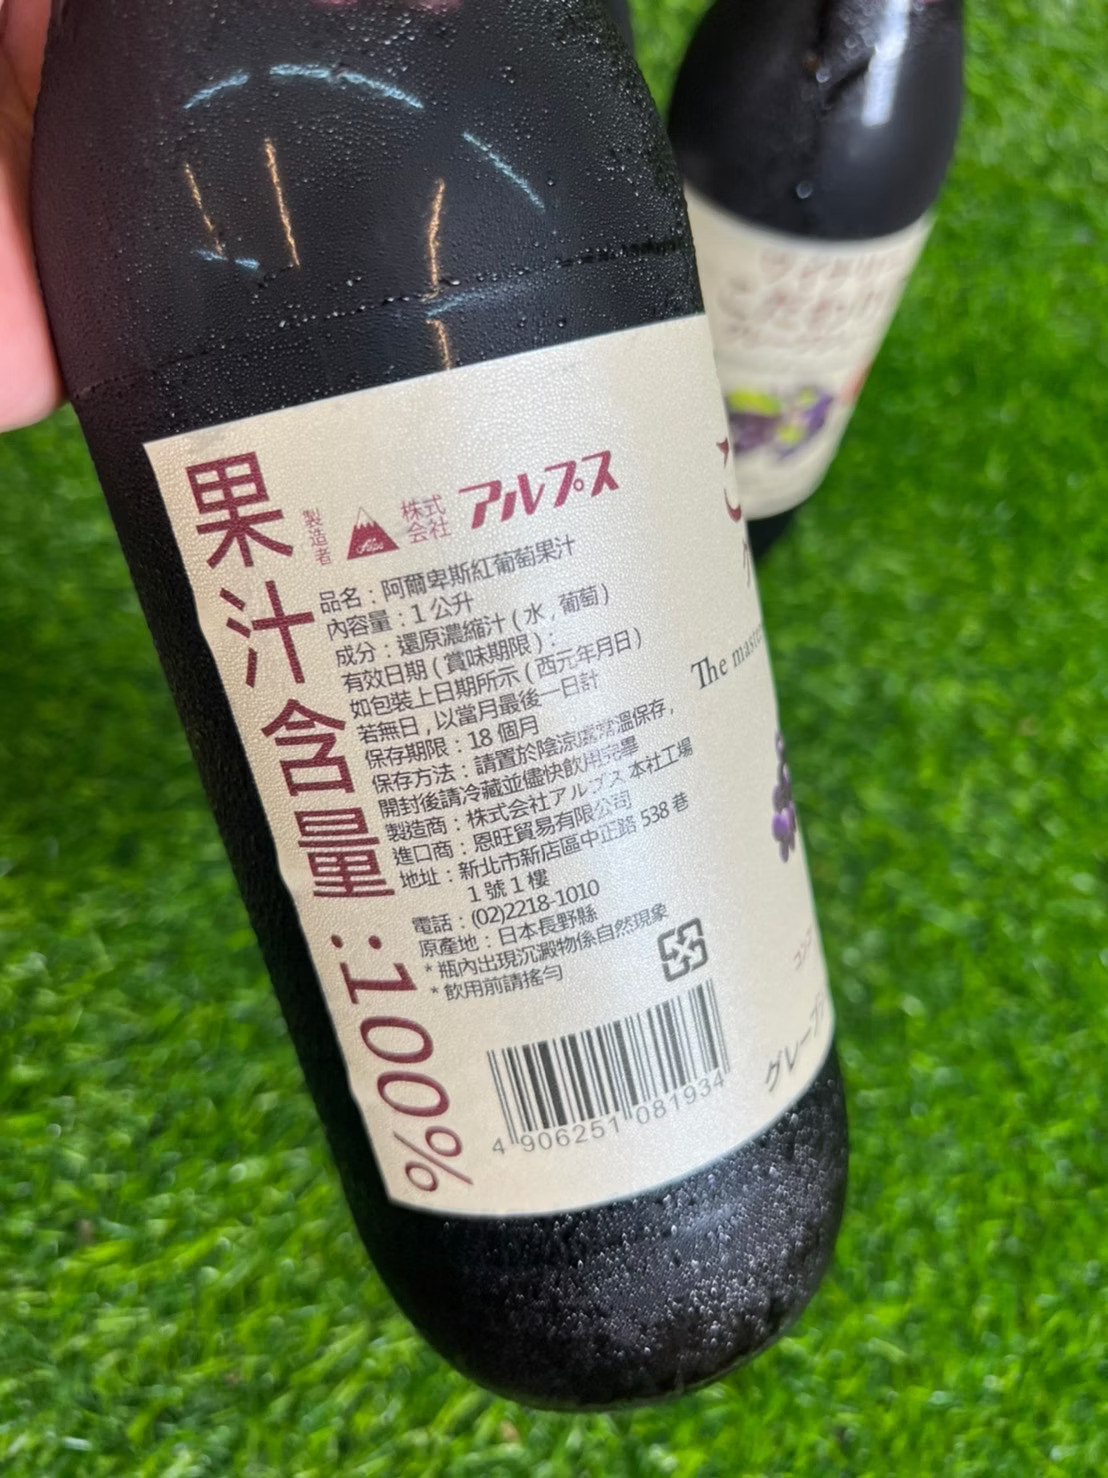 果汁含量:100%
製造者
Alps
株式会社 アルプス
品名：阿爾卑斯紅葡萄果汁
內容量：1 公升
成分：還原濃縮汁 ( 水 , 葡萄 )
有效日期 ( 賞味期限 )：
如包裝上日期所示 ( 西元年月日 )
若無日 , 以當月最後一日計
保存期限：18 個月
保存方法：請置於陰涼處常溫保存 ,
開封後請冷藏並儘快飲用完畢
製造商：株式会社アルプス 本社工場
進口商：恩旺貿易有限公司
地址：新北市新店區中正路 538 巷
1 號 1 樓
電話：(02)2218-1010
原產地：日本長野縣
* 瓶內出現沉澱物係自然現象
* 飲用前請搖勻
4 906251 081934
こ
The
グレープ
こだわり